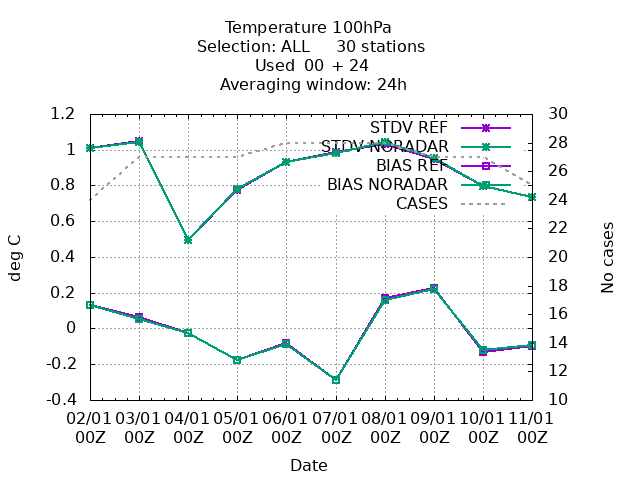 Temperature 100hPa
Selection: ALL 30 stations
Used 00 + 24
Averaging window: 24h
1.2
1
0.8
0.6
0.4
0.2
0
-0.2
-0.4
deg C
STDV REF
STDV NORADAR
BIAS REF
BIAS NORADAR
CASES
30
28
26
24
22
20
18
16
14
12
10
No cases
02/01 03/01 04/01 05/01 06/01 07/01 08/01 09/01 10/01 11/01
00Z 00Z 00Z 00Z 00Z 00Z 00Z 00Z 00Z 00Z
Date